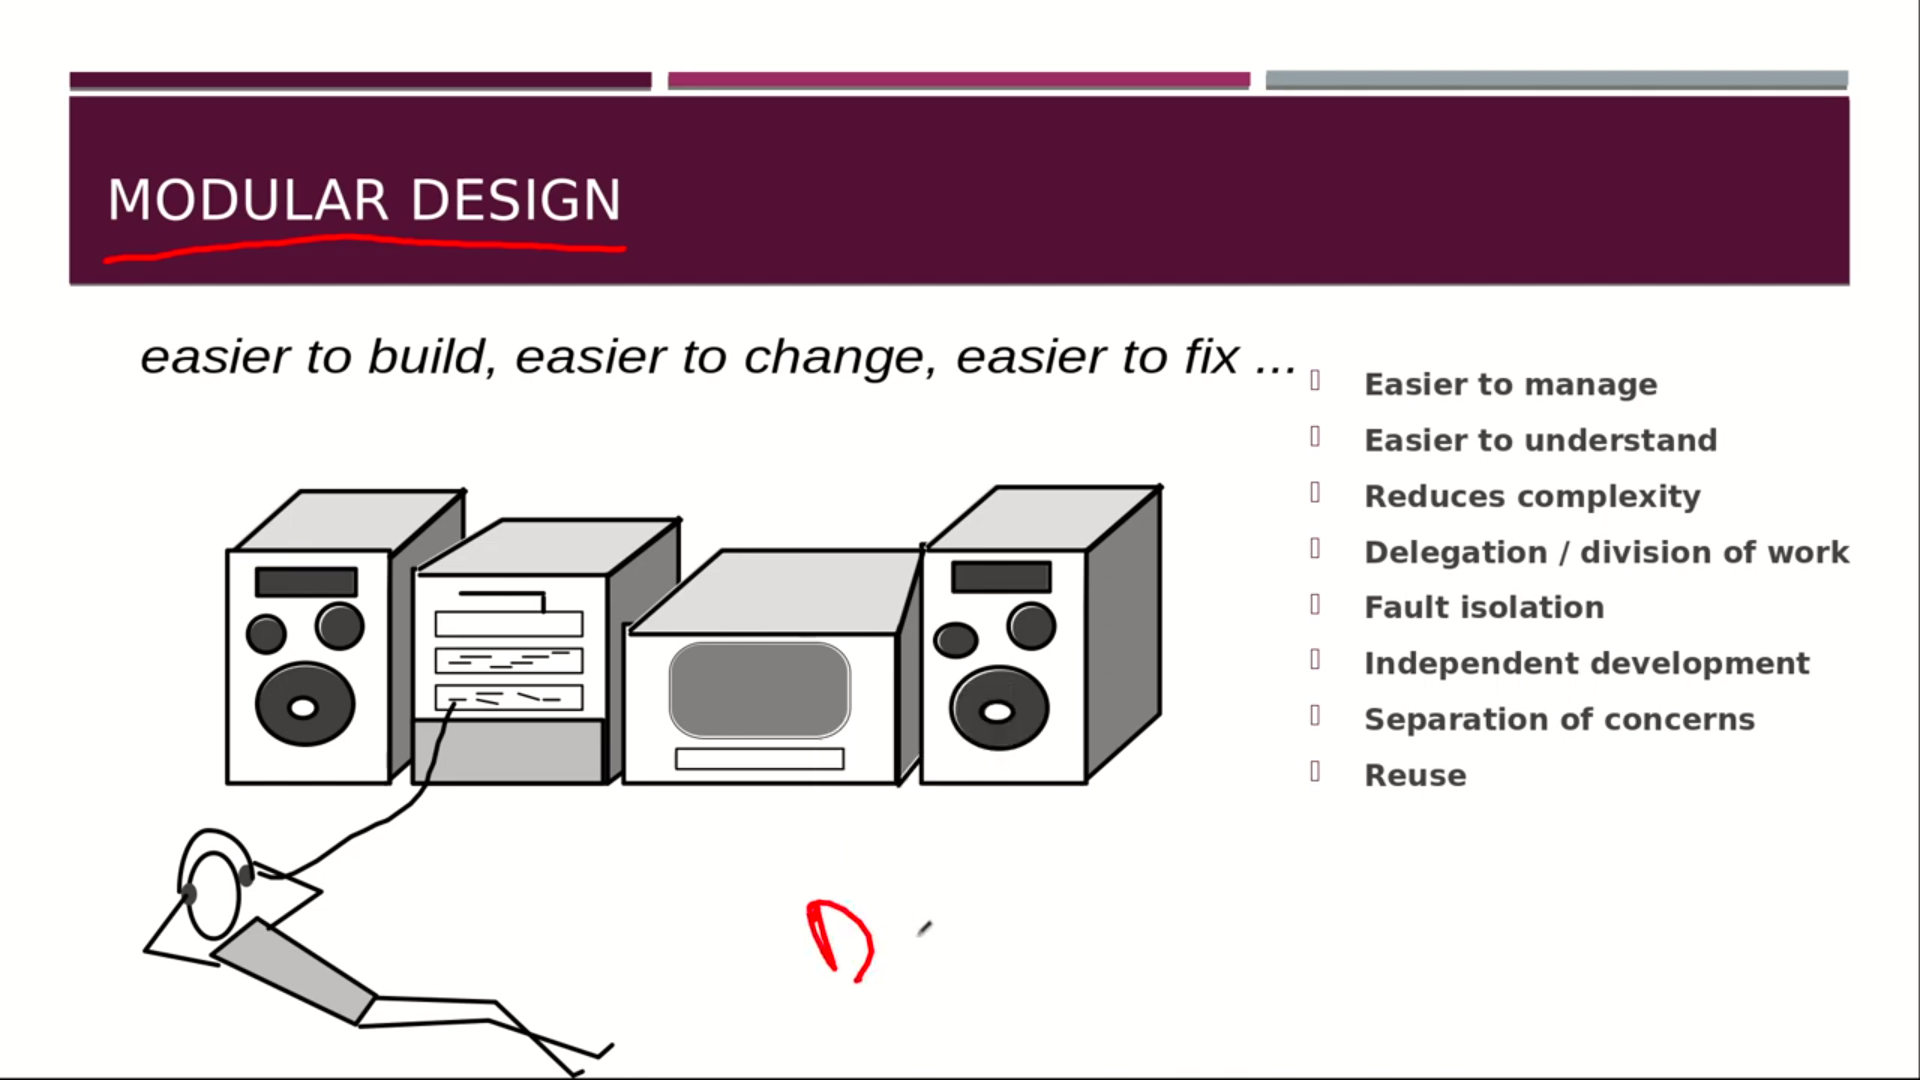 MODULAR DESIGN
easier to build, easier to change, easier to fix ...
Easier to manage
Easier to understand
Reduces complexity
Delegation / division of work
Fault isolation
Independent development
Separation of concerns
Reuse